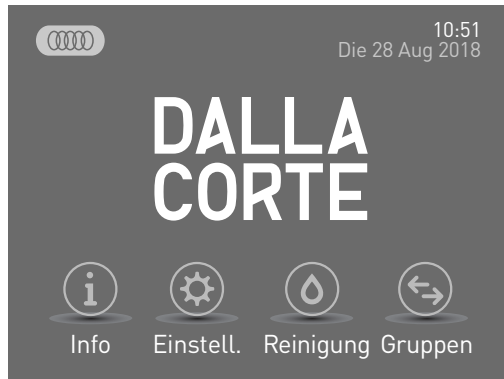 10:51
Die 28 Aug 2018
DALLA
CORTE
Info Einstell. Reinigung Gruppen